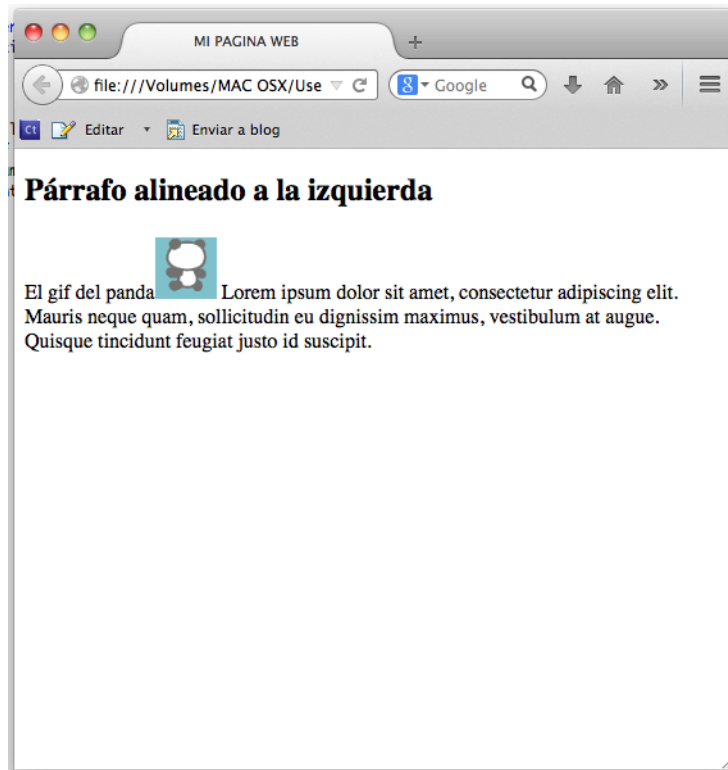 MI PAGINA WEB
file:///Volumes/MAC OSX/Use
8 Google
Ct Editar Enviar a blog
Párrafo alineado a la izquierda
El gif del panda Lorem ipsum dolor sit amet, consectetur adipiscing elit.
Mauris neque quam, sollicitudin eu dignissim maximus, vestibulum at augue.
Quisque tincidunt feugiat justo id suscipit.